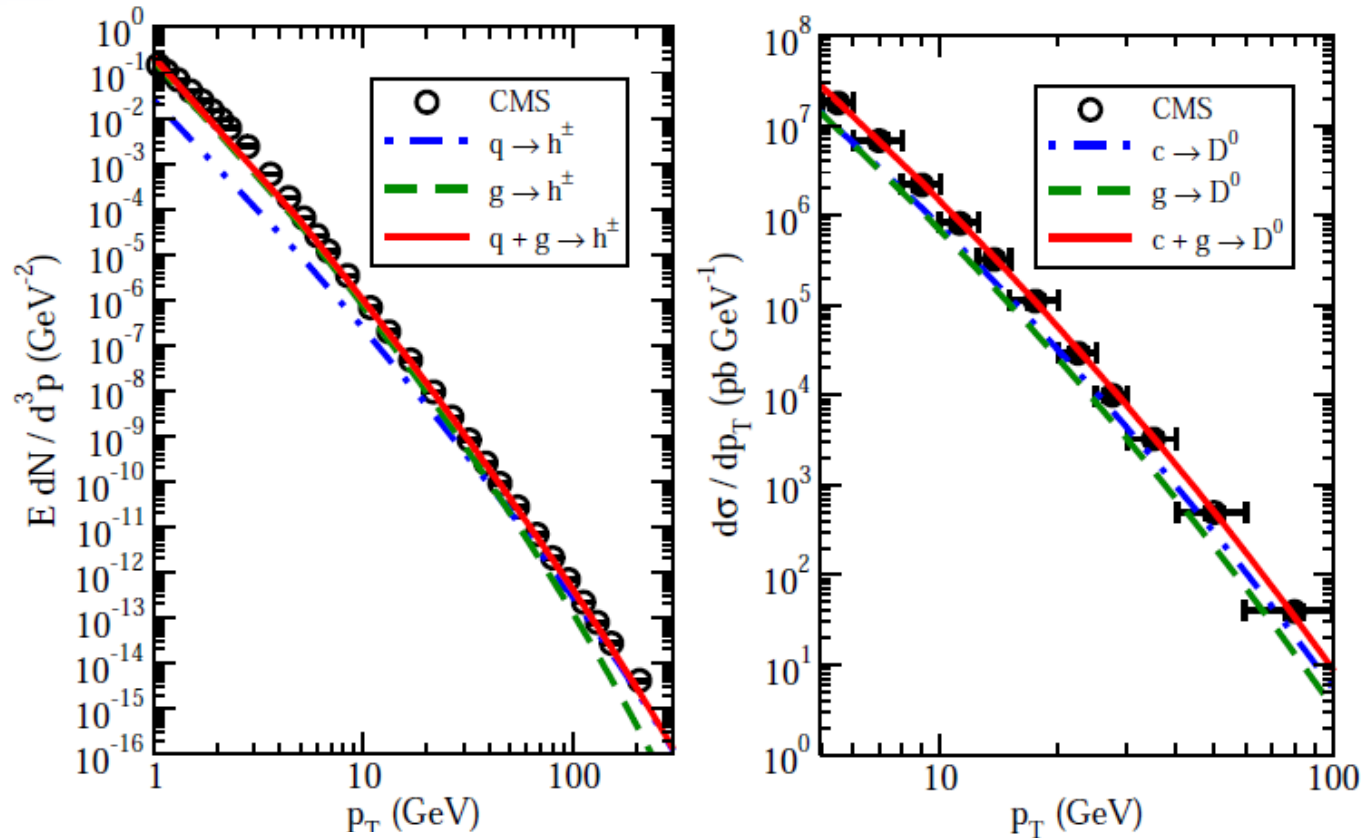 10^0
10^-1
10^-2
10^-3
10^-4
10^-5
10^-6
10^-7
10^-8
10^-9
10^-10
10^-11
10^-12
10^-13
10^-14
10^-15
10^-16
E dN / d^3p (GeV^-2)
CMS
q → h^±
g → h^±
q + g → h^±
1 10 100
p_T (GeV)
10^8
10^7
10^6
10^5
10^4
10^3
10^2
10^1
10^0
dσ / dp_T (pb GeV^-1)
CMS
c → D^0
g → D^0
c + g → D^0
10 100
p_T (GeV)